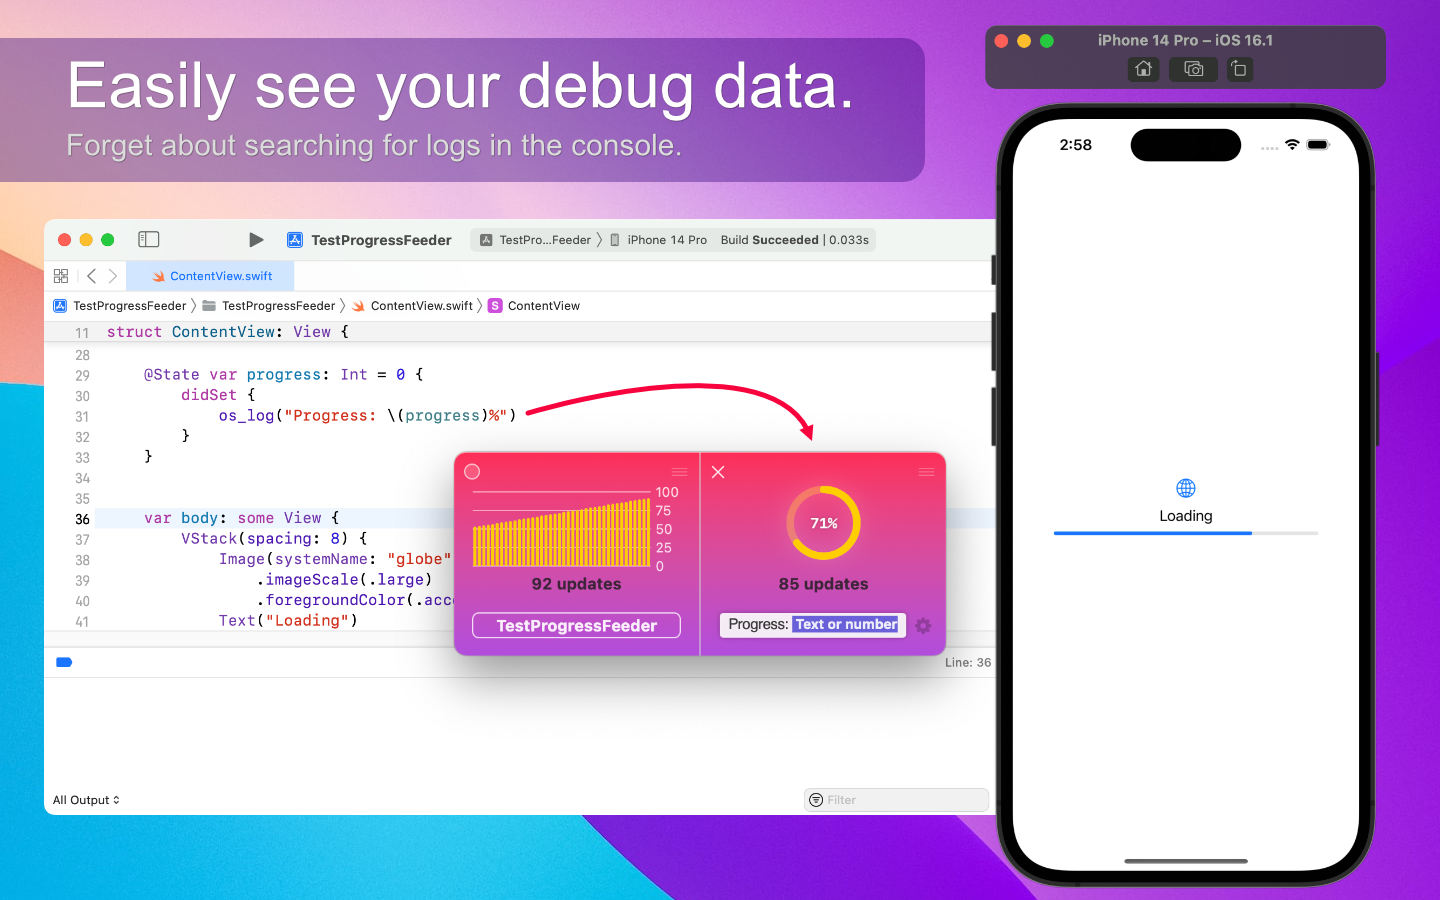 Easily see your debug data.
Forget about searching for logs in the console.
iPhone 14 Pro – iOS 16.1
2:58
Loading
TestProgressFeeder
TestPro...Feeder 〉 iPhone 14 Pro Build Succeeded | 0.033s
ContentView.swift
TestProgressFeeder 〉 TestProgressFeeder 〉 ContentView.swift 〉 S ContentView
11 struct ContentView: View {
28
29 @State var progress: Int = 0 {
30 didSet {
31 os_log("Progress: \(progress)%")
32 }
33 }
34
35
36 var body: some View {
37 VStack(spacing: 8) {
38 Image(systemName: "globe"
39 .imageScale(.large)
40 .foregroundColor(.acc
41 Text("Loading")
100
75
50
25
0
92 updates
TestProgressFeeder
71%
85 updates
Progress: Text or number
Line: 36
All Output
Filter